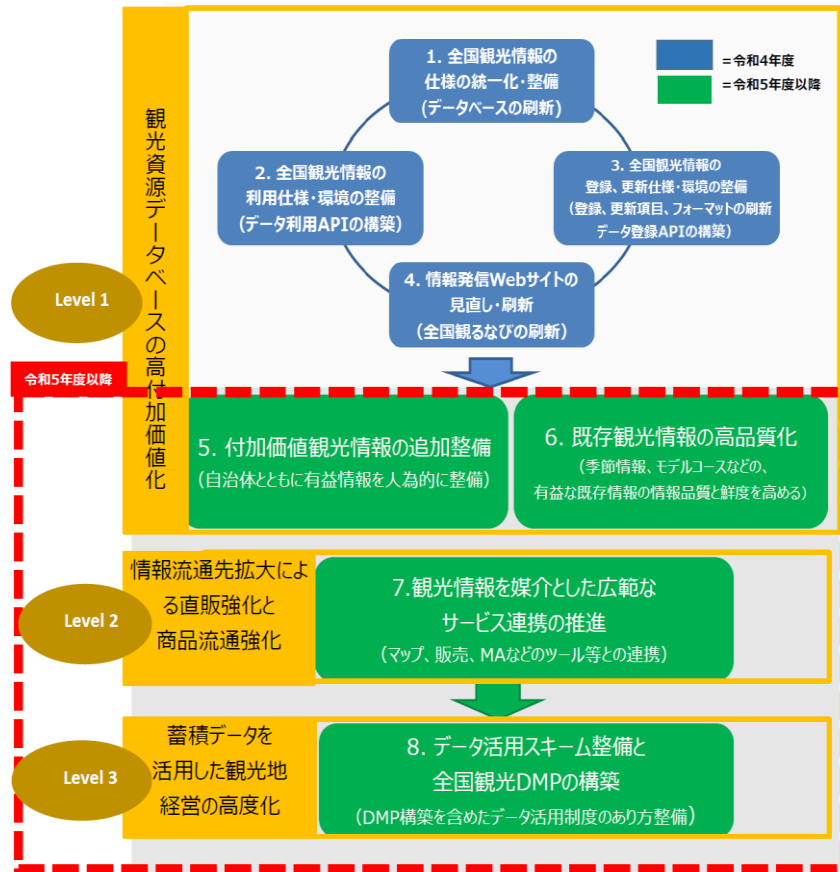 1. 全国観光情報の
仕様の統一化・整備
(データベースの刷新)
=令和4年度
=令和5年度以降
観光資源データベースの高付加価値化
2. 全国観光情報の
利用仕様・環境の整備
(データ利用APIの構築)
3. 全国観光情報の
登録、更新仕様・環境の整備
(登録、更新項目、フォーマットの刷新
データ登録APIの構築)
4. 情報発信Webサイトの
見直し・刷新
(全国観るなびの刷新)
Level 1
令和5年度以降
5. 付加価値観光情報の追加整備
(自治体とともに有益情報を人為的に整備)
6. 既存観光情報の高品質化
(季節情報、モデルコースなどの、
有益な既存情報の情報品質と鮮度を高める)
Level 2
情報流通先拡大によ
る直販強化と
商品流通強化
7.観光情報を媒介とした広範な
サービス連携の推進
(マップ、販売、MAなどのツール等との連携)
Level 3
蓄積データを
活用した観光地
経営の高度化
8. データ活用スキーム整備と
全国観光DMPの構築
(DMP構築を含めたデータ活用制度のあり方整備)